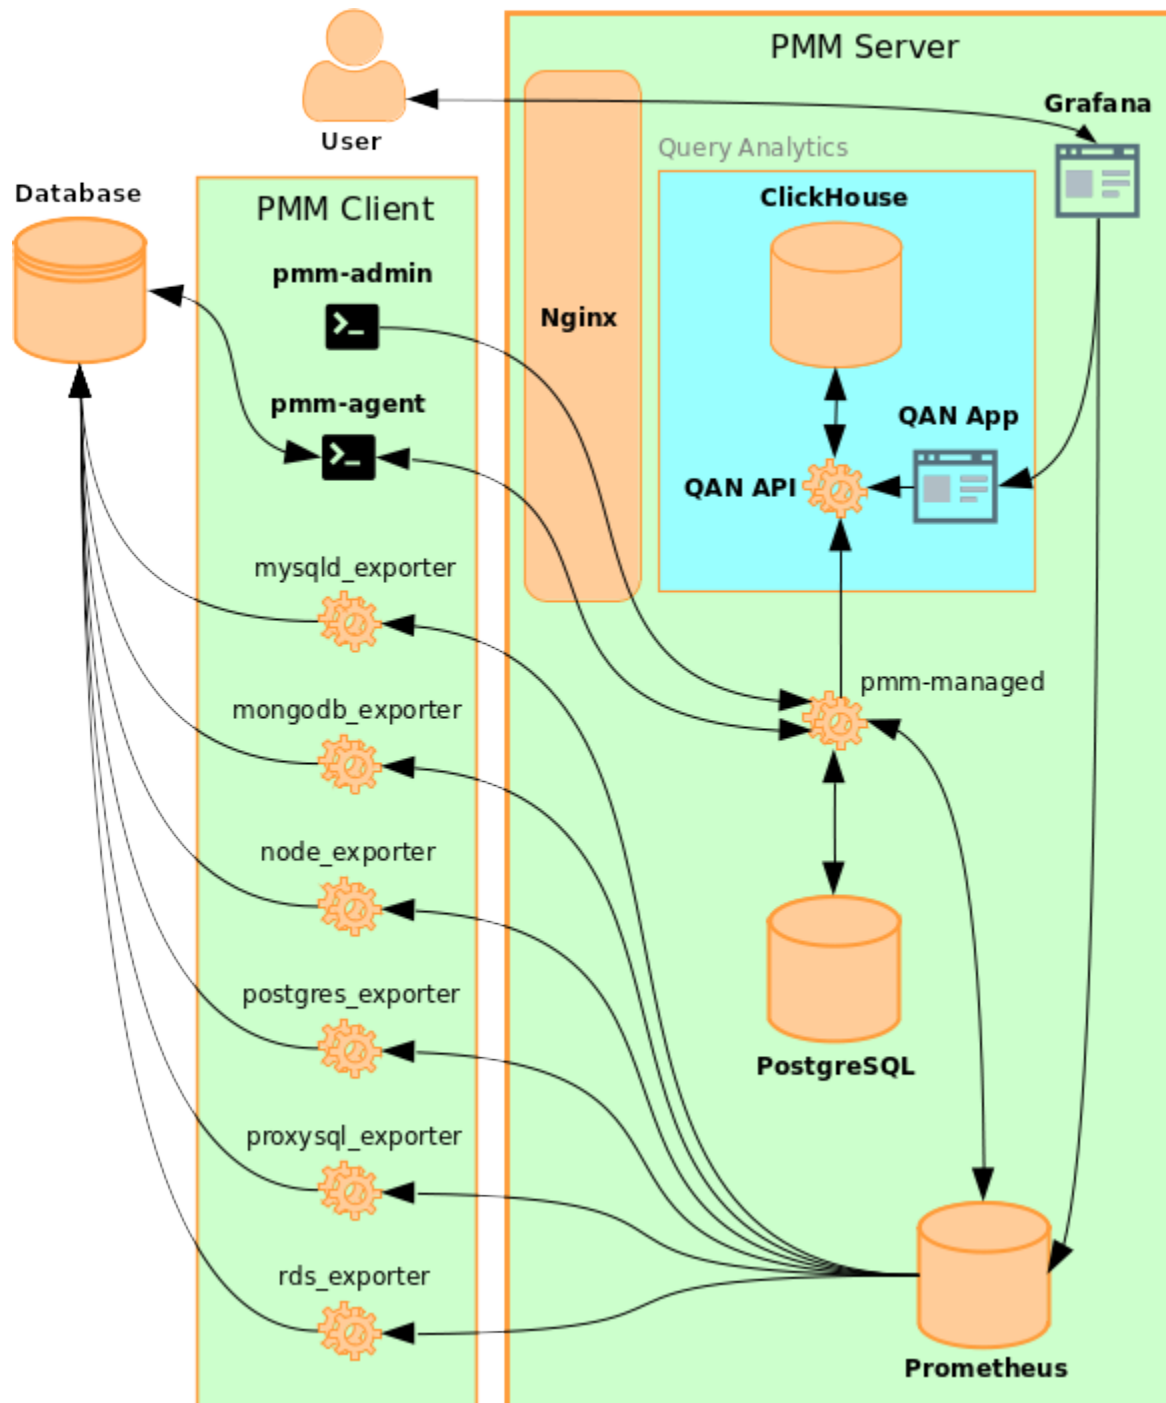 PMM Server
Grafana
User
Query Analytics
Database
PMM Client
ClickHouse
pmm-admin
Nginx
pmm-agent
QAN App
QAN API
mysqld_exporter
pmm-managed
mongodb_exporter
node_exporter
postgres_exporter
PostgreSQL
proxysql_exporter
rds_exporter
Prometheus